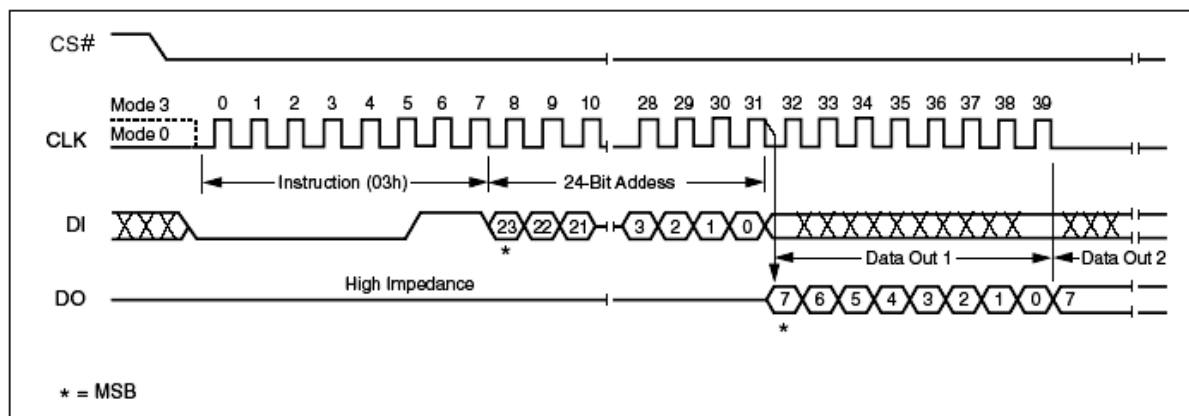 CS#
Mode 3 0 1 2 3 4 5 6 7 8 9 10 28 29 30 31 32 33 34 35 36 37 38 39
CLK Mode 0
Instruction (03h) 24-Bit Addess
DI 23 22 21 3 2 1 0
* Data Out 1 Data Out 2
High Impedance
DO 7 6 5 4 3 2 1 0 7
*
* = MSB